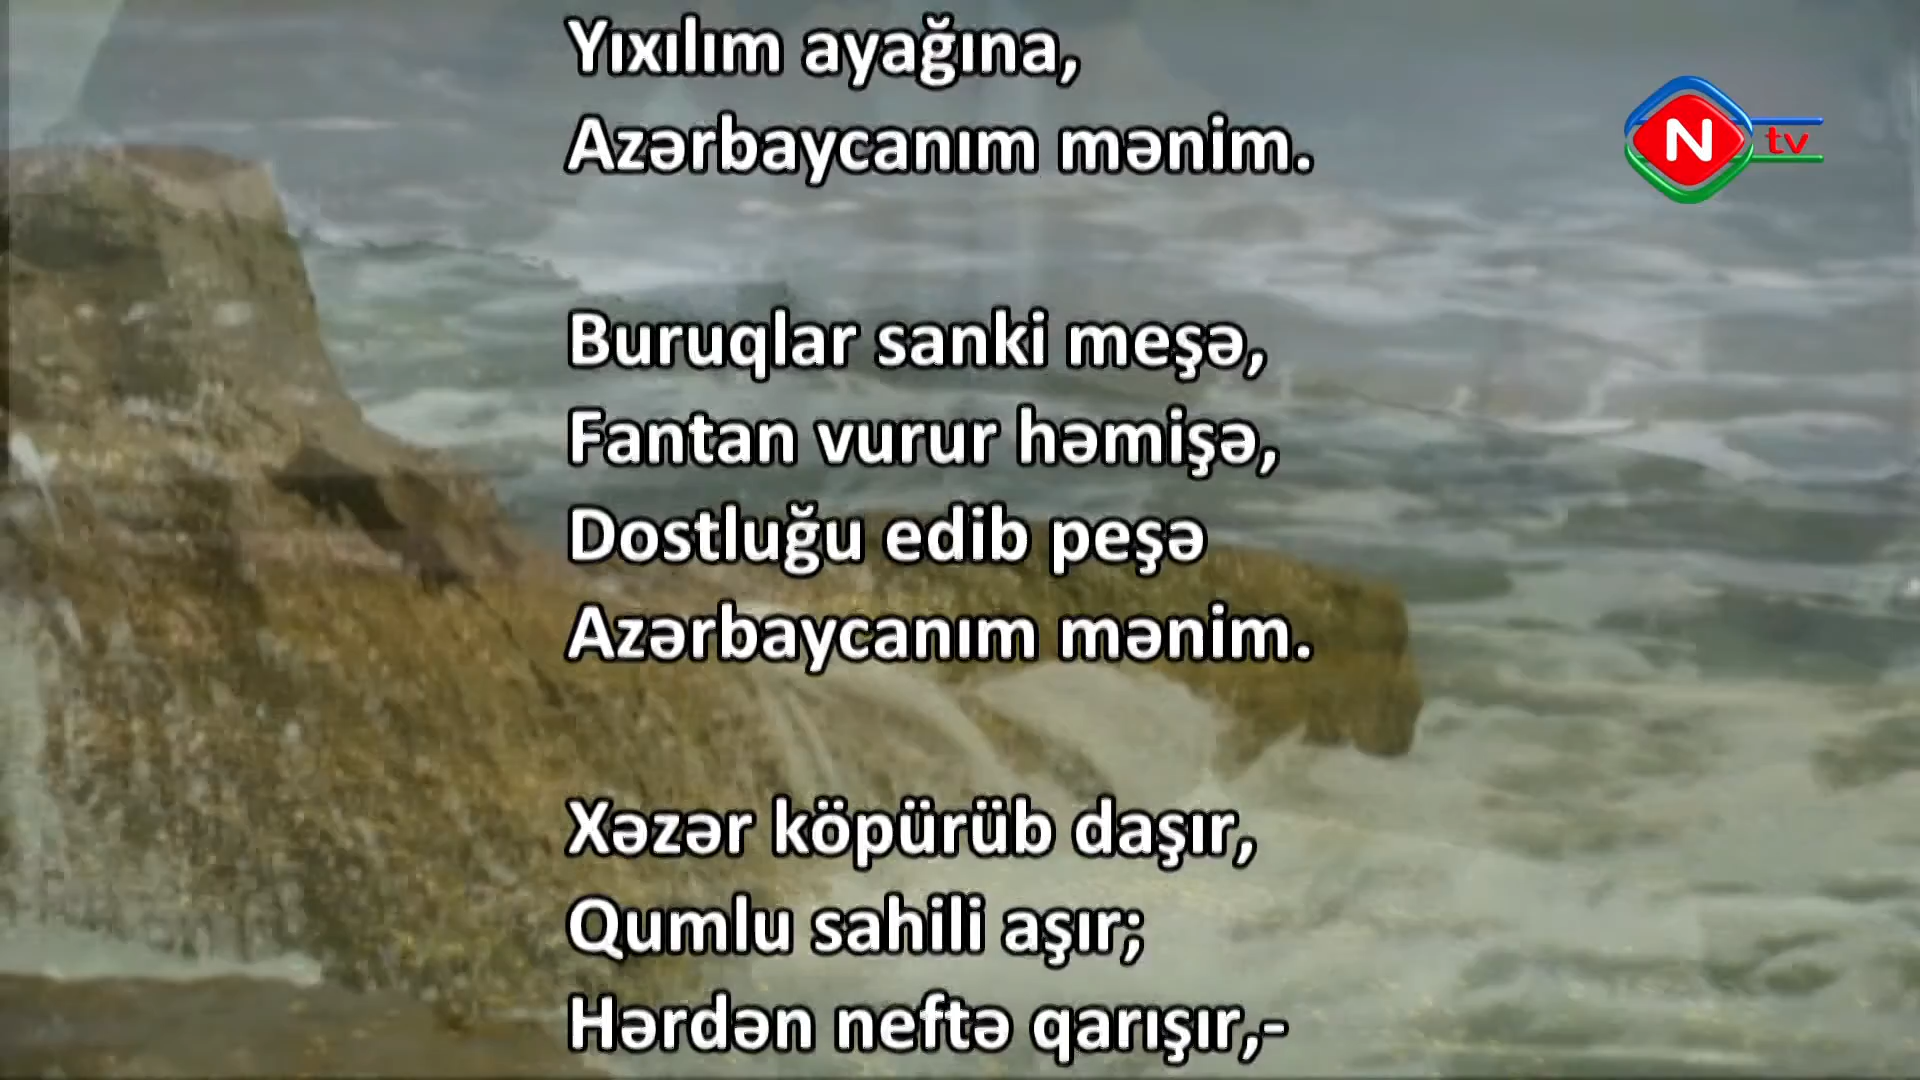 Yıxılım ayağına,
Azərbaycanım mənim.
N tv
Buruqlar sanki meşə,
Fantan vurur həmişə,
Dostluğu edib peşə
Azərbaycanım mənim.
Xəzər köpürüb daşır,
Qumlu sahili aşır;
Hərdən neftə qarışır,-